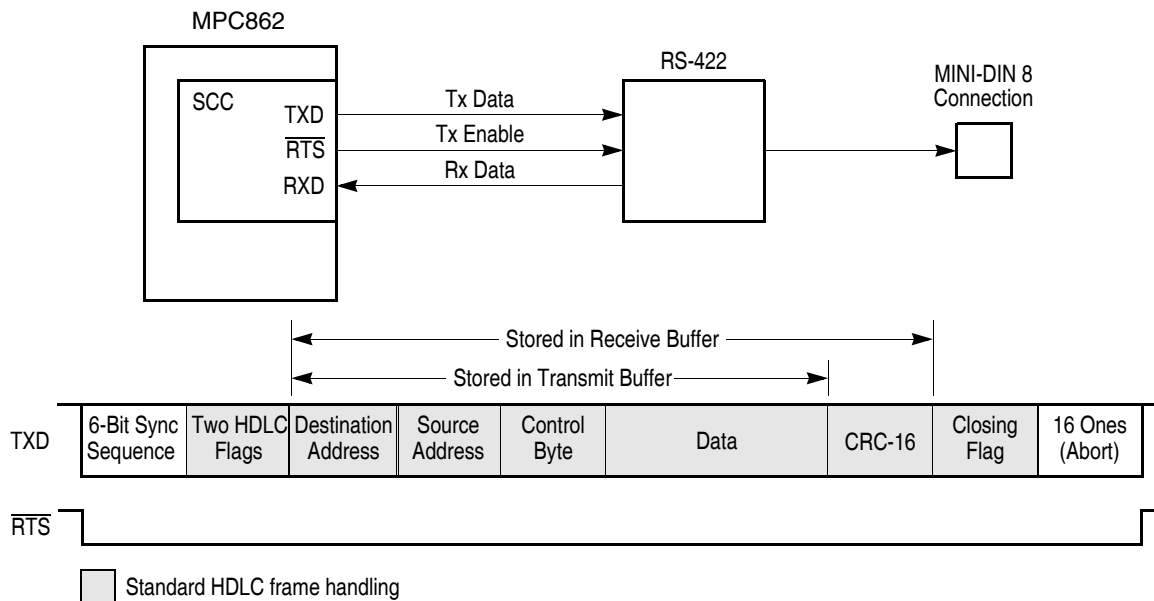 MPC862
RS-422
MINI-DIN 8
Connection
SCC
TXD
RTS
RXD
Tx Data
Tx Enable
Rx Data
Stored in Receive Buffer
Stored in Transmit Buffer
TXD
6-Bit Sync
Sequence
Two HDLC
Flags
Destination
Address
Source
Address
Control
Byte
Data
CRC-16
Closing
Flag
16 Ones
(Abort)
RTS
Standard HDLC frame handling